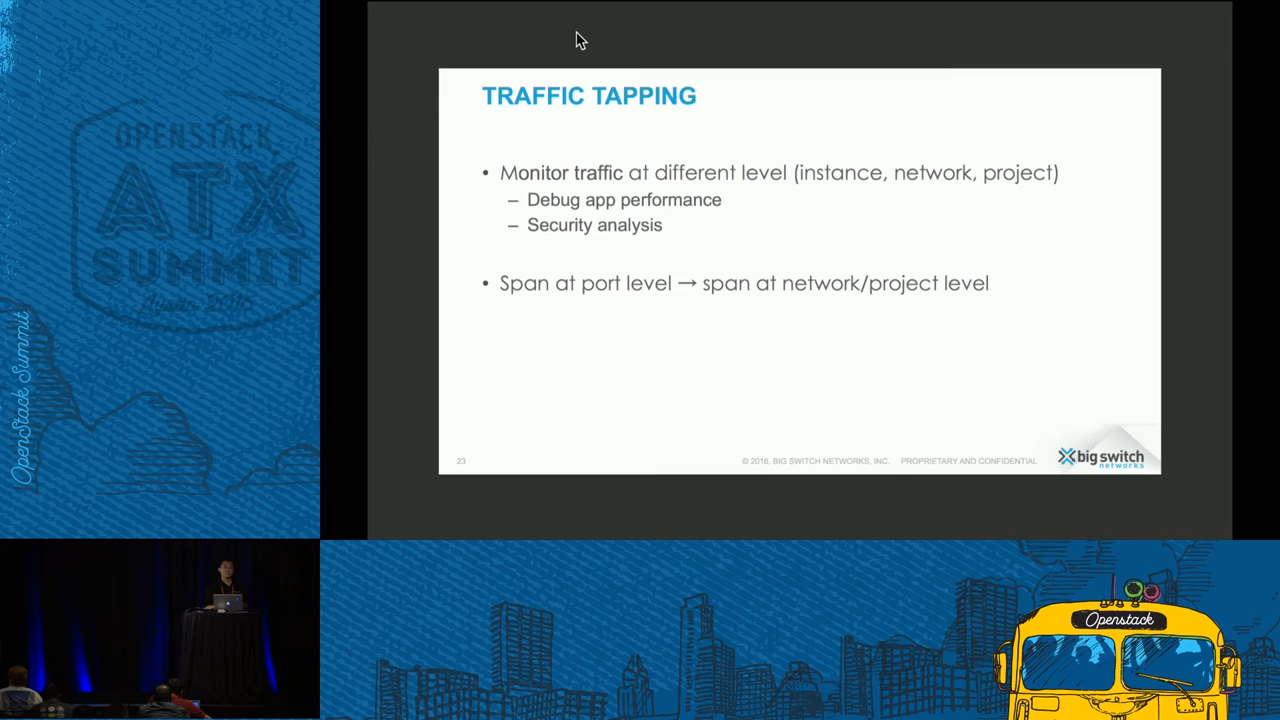 OPENSTACK
ATX
SUMMIT
Austin 2016
OpenStack Summit
TRAFFIC TAPPING
• Monitor traffic at different level (instance, network, project)
– Debug app performance
– Security analysis
• Span at port level → span at network/project level
23
© 2016, BIG SWITCH NETWORKS, INC. PROPRIETARY AND CONFIDENTIAL
big switch
networks
Openstack